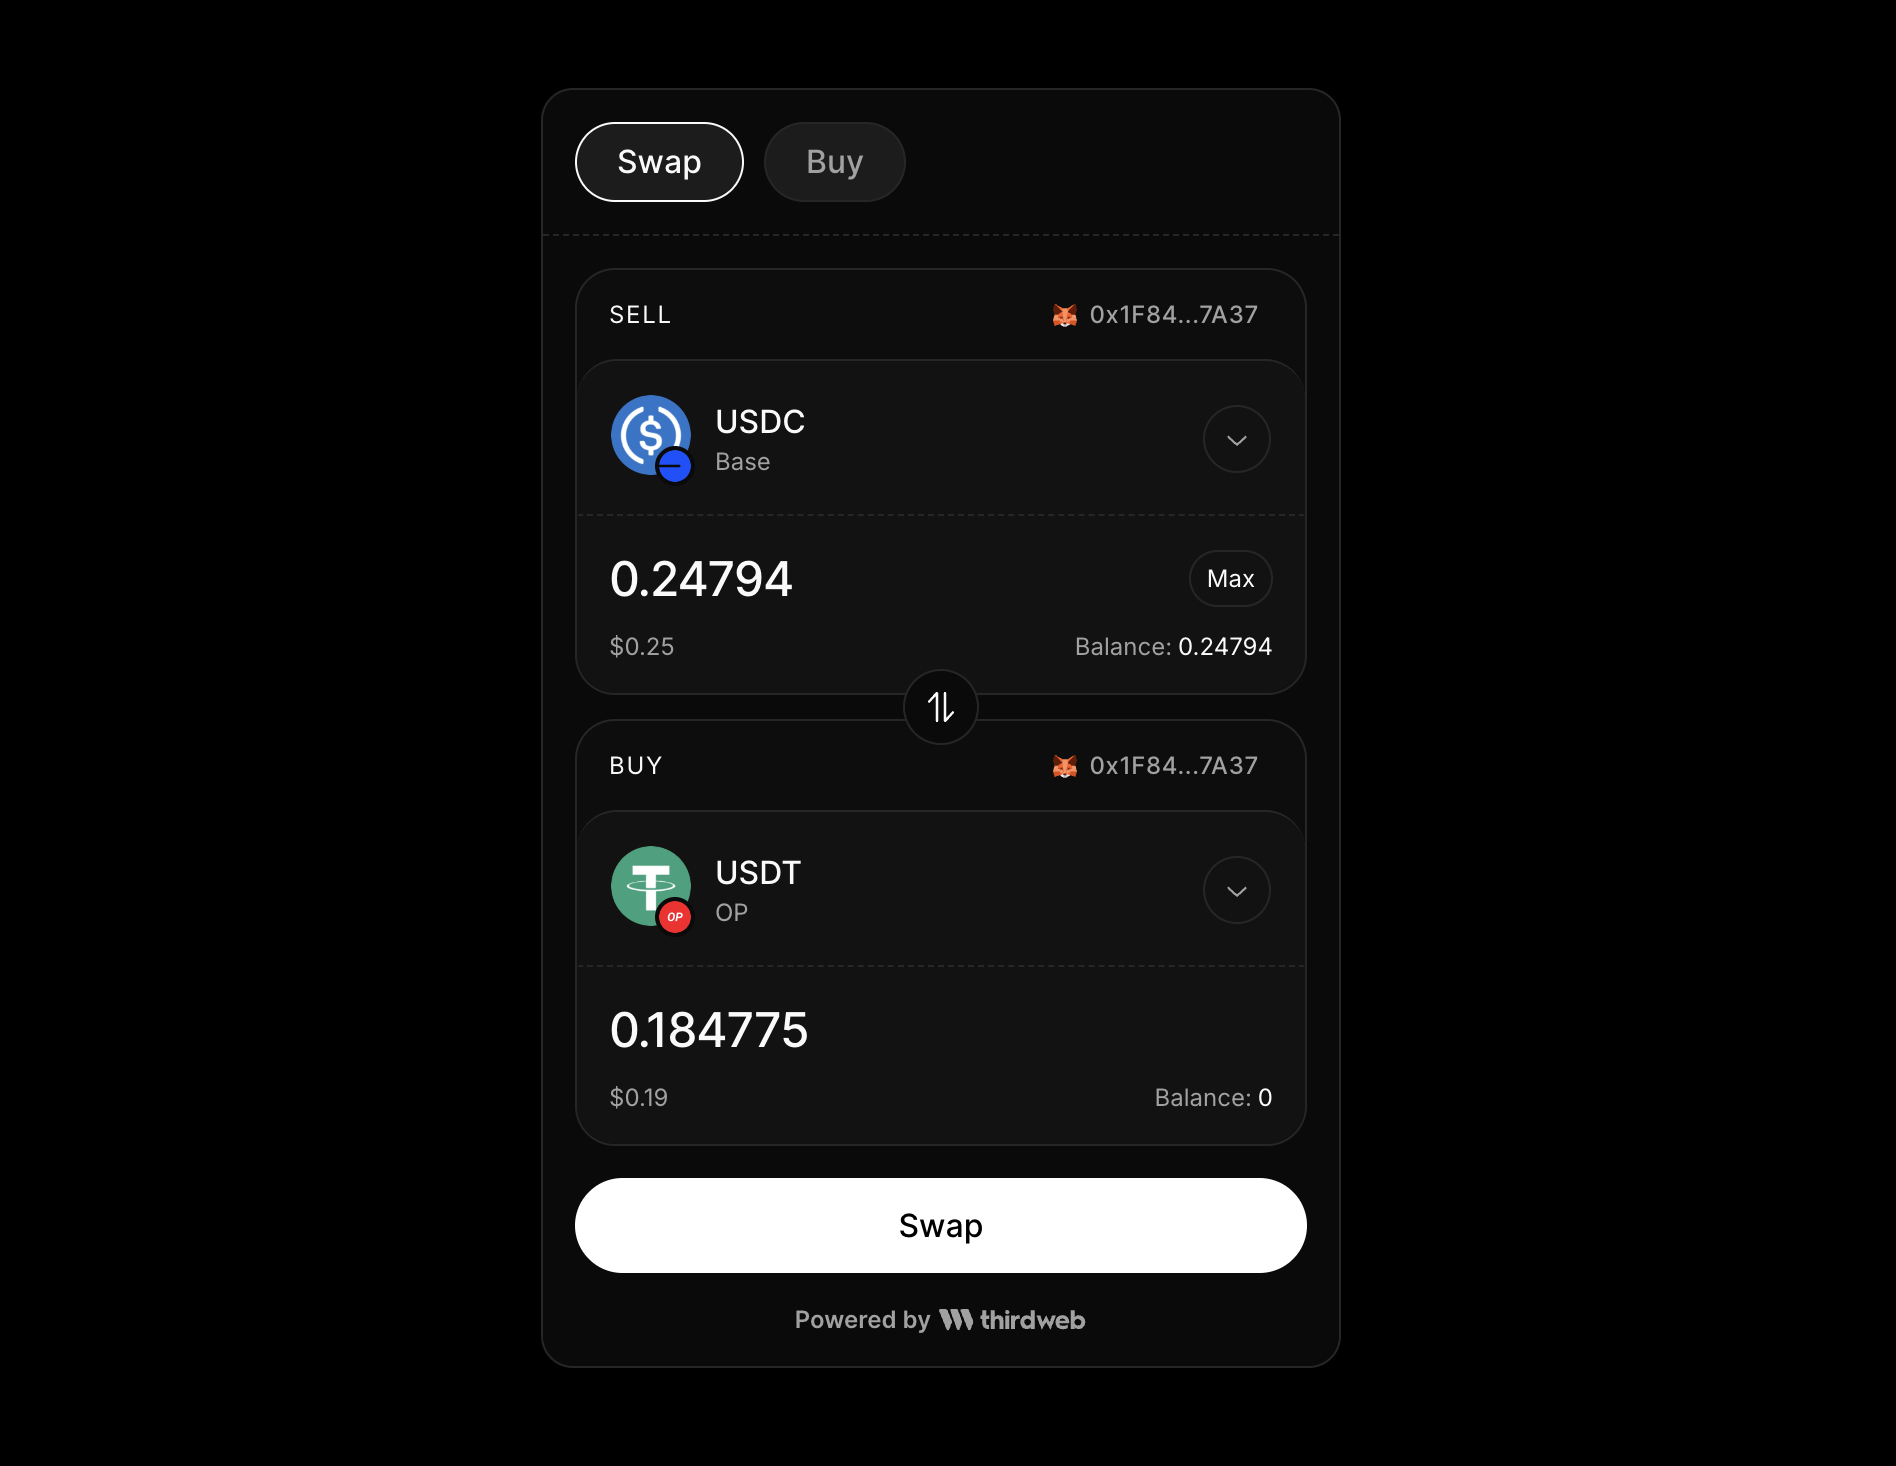 Swap Buy
SELL 0x1F84...7A37
USDC
Base
0.24794 Max
$0.25 Balance: 0.24794
BUY 0x1F84...7A37
USDT
OP
OP
0.184775
$0.19 Balance: 0
Swap
Powered by thirdweb